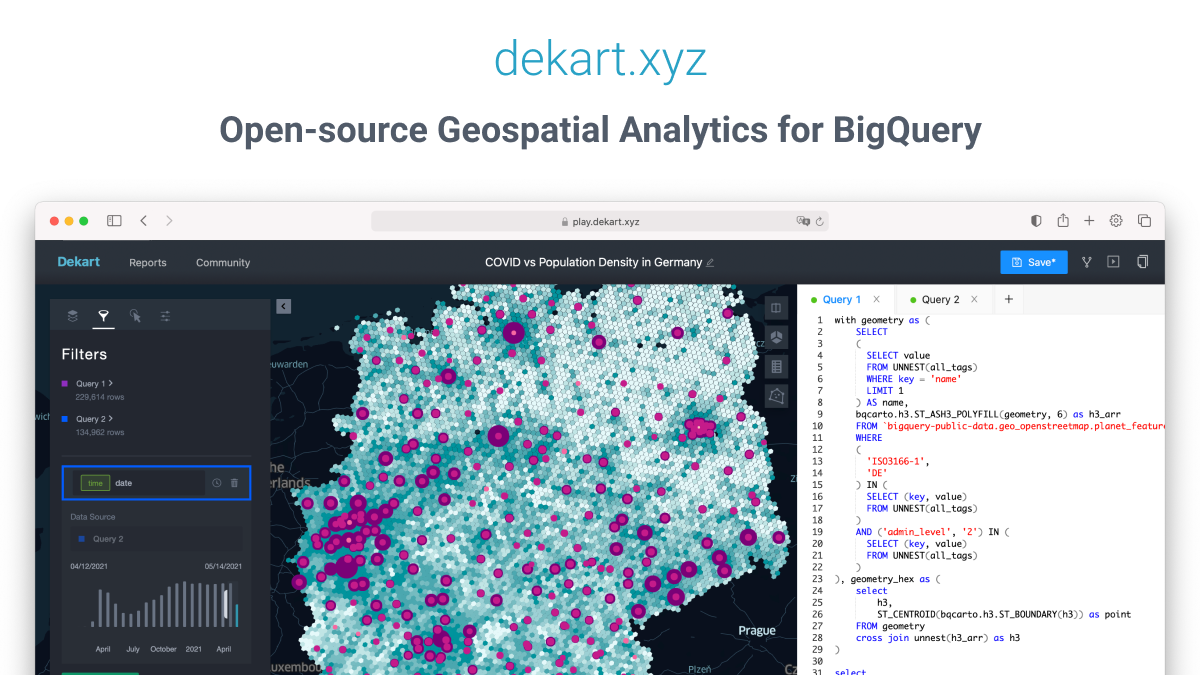 dekart.xyz
Open-source Geospatial Analytics for BigQuery
play.dekart.xyz
Dekart
Reports
Community
COVID vs Population Density in Germany
Save*
Filters
Query 1
229,614 rows
Query 2
134,962 rows
time date
Data Source
Query 2
04/12/2021 05/14/2021
April July October 2021 April
euwarden
wich
he
erlands
uxembou
Prague
Plzeň
Cz
cz
Query 1
Query 2
1 with geometry as (
2 SELECT
3 (
4 SELECT value
5 FROM UNNEST(all_tags)
6 WHERE key = 'name'
7 LIMIT 1
8 ) AS name,
9 bqcarto.h3.ST_ASH3_POLYFILL(geometry, 6) as h3_arr
10 FROM `bigquery-public-data.geo_openstreetmap.planet_featur
11 WHERE
12 (
13 'ISO3166-1',
14 'DE'
15 ) IN (
16 SELECT (key, value)
17 FROM UNNEST(all_tags)
18 )
19 AND ('admin_level', '2') IN (
20 SELECT (key, value)
21 FROM UNNEST(all_tags)
22 )
23 ), geometry_hex as (
24 select
25 h3,
26 ST_CENTROID(bqcarto.h3.ST_BOUNDARY(h3)) as point
27 FROM geometry
28 cross join unnest(h3_arr) as h3
29 )
30
31 select